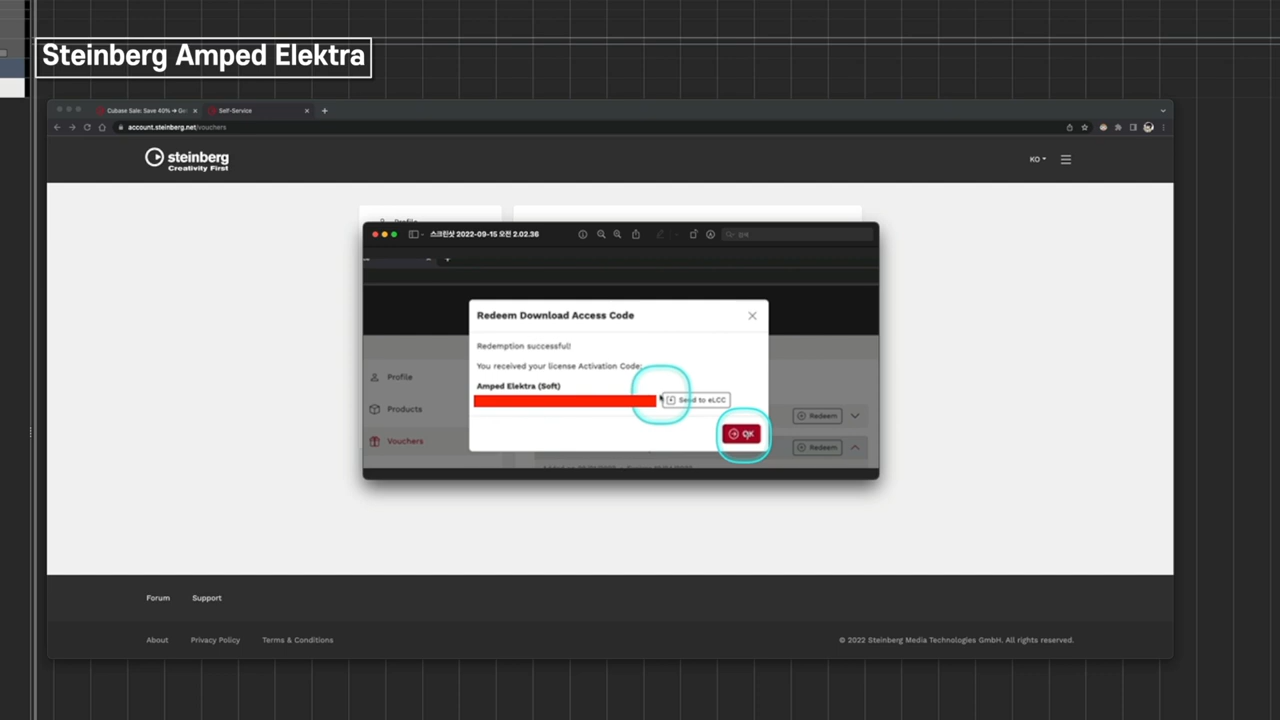 Steinberg Amped Elektra
Cubase Sale: Save 40% → Ge
Self-Service
account.steinberg.net/vouchers
steinberg
Creativity First
KO
Profile
스크린샷 2022-09-15 오전 2.02.36
Redeem Download Access Code
Redemption successful!
You received your license Activation Code:
Profile
Amped Elektra (Soft)
Send to eLCC
Products
Redeem
OK
Vouchers
Redeem
Forum
Support
About
Privacy Policy
Terms & Conditions
© 2022 Steinberg Media Technologies GmbH. All rights reserved.